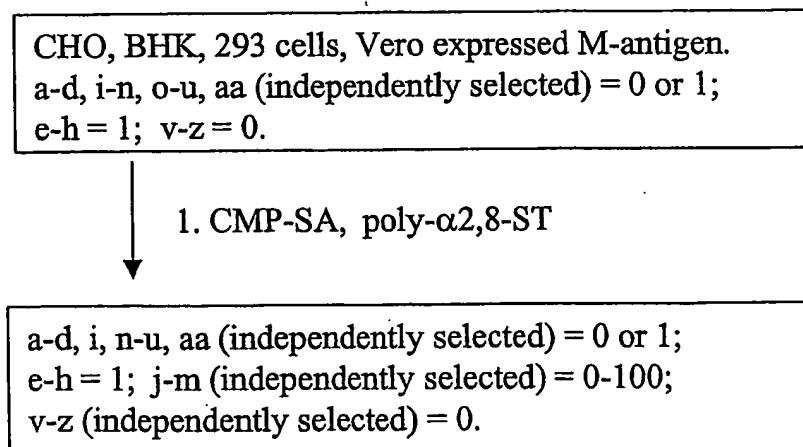 CHO, BHK, 293 cells, Vero expressed M-antigen.
a-d, i-n, o-u, aa (independently selected) = 0 or 1;
e-h = 1; v-z = 0.
1. CMP-SA, poly-α2,8-ST
a-d, i, n-u, aa (independently selected) = 0 or 1;
e-h = 1; j-m (independently selected) = 0-100;
v-z (independently selected) = 0.